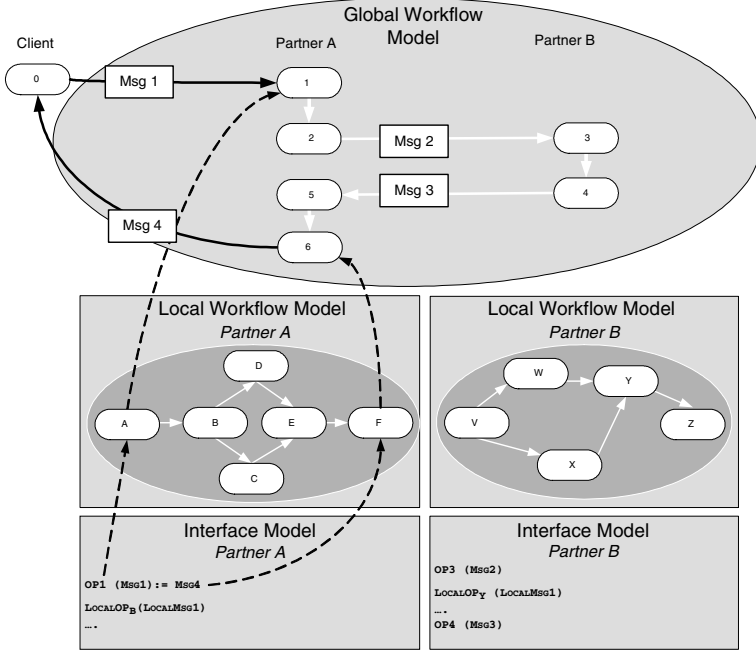 Global Workflow
Model
Client
Partner A
Partner B
0
Msg 1
1
2
Msg 2
3
5
Msg 3
4
Msg 4
6
Local Workflow Model
Partner A
D
A
B
E
F
C
Local Workflow Model
Partner B
W
Y
V
Z
X
Interface Model
Partner A
OP1 (Msg1):= Msg4
LocalOPB(LocalMsg1)
….
Interface Model
Partner B
OP3 (Msg2)
LocalOPY (LocalMsg1)
….
OP4 (Msg3)